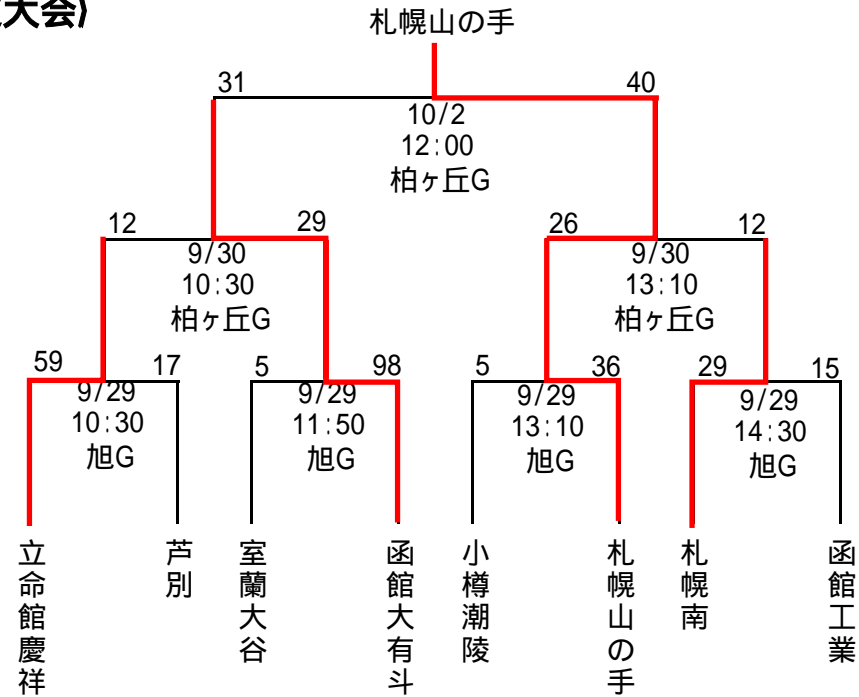 大会)
札幌山の手
31
40
10/2
12:00
柏ヶ丘G
12
29
26
12
9/30
10:30
柏ヶ丘G
9/30
13:10
柏ヶ丘G
59
17
5
98
5
36
29
15
9/29
10:30
旭G
9/29
11:50
旭G
9/29
13:10
旭G
9/29
14:30
旭G
立命館慶祥
芦別
室蘭大谷
函館大有斗
小樽潮陵
札幌山の手
札幌南
函館工業